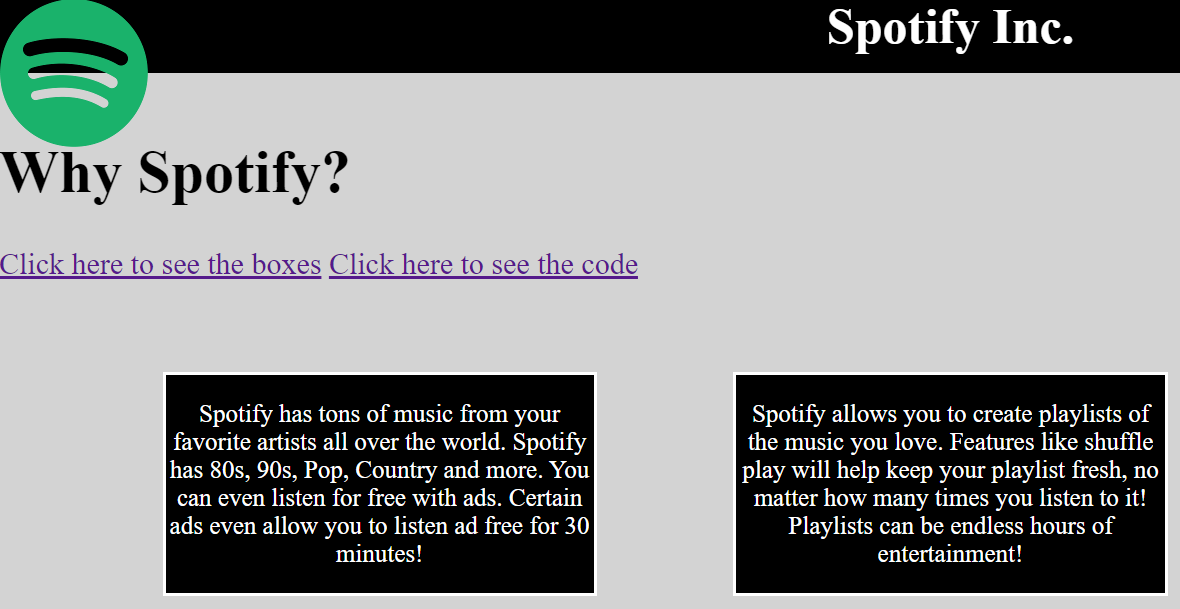 Spotify Inc.
Why Spotify?
Click here to see the boxes Click here to see the code
Spotify has tons of music from your
favorite artists all over the world. Spotify
has 80s, 90s, Pop, Country and more. You
can even listen for free with ads. Certain
ads even allow you to listen ad free for 30
minutes!
Spotify allows you to create playlists of
the music you love. Features like shuffle
play will help keep your playlist fresh, no
matter how many times you listen to it!
Playlists can be endless hours of
entertainment!